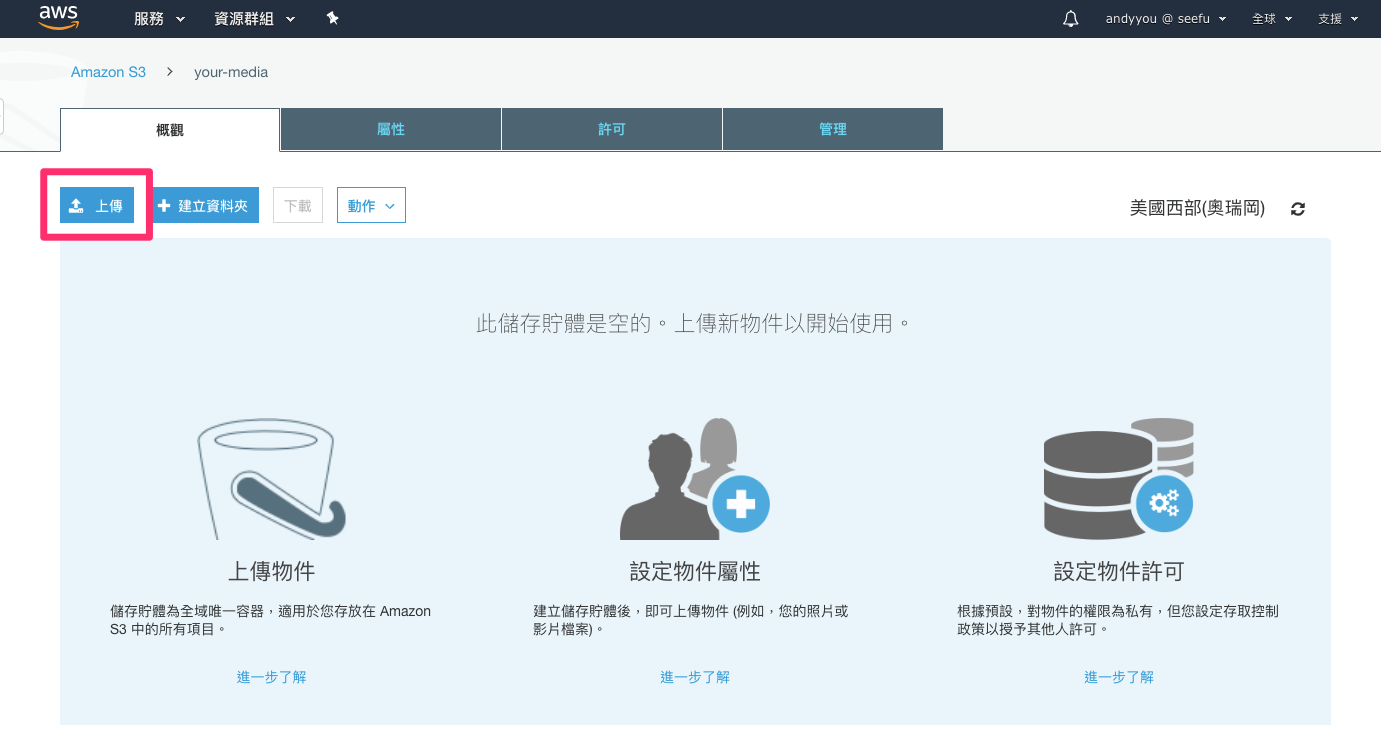 aws 服務 資源群組 andyyou @ seefu 全球 支援
Amazon S3 > your-media
概觀 屬性 許可 管理
上傳 建立資料夾 下載 動作 美國西部(奧瑞岡)
此儲存貯體是空的。上傳新物件以開始使用。
上傳物件
儲存貯體為全域唯一容器，適用於您存放在 Amazon
S3 中的所有項目。
進一步了解
設定物件屬性
建立儲存貯體後，即可上傳物件 (例如，您的照片或
影片檔案)。
進一步了解
設定物件許可
根據預設，對物件的權限為私有，但您設定存取控制
政策以授予其他人許可。
進一步了解